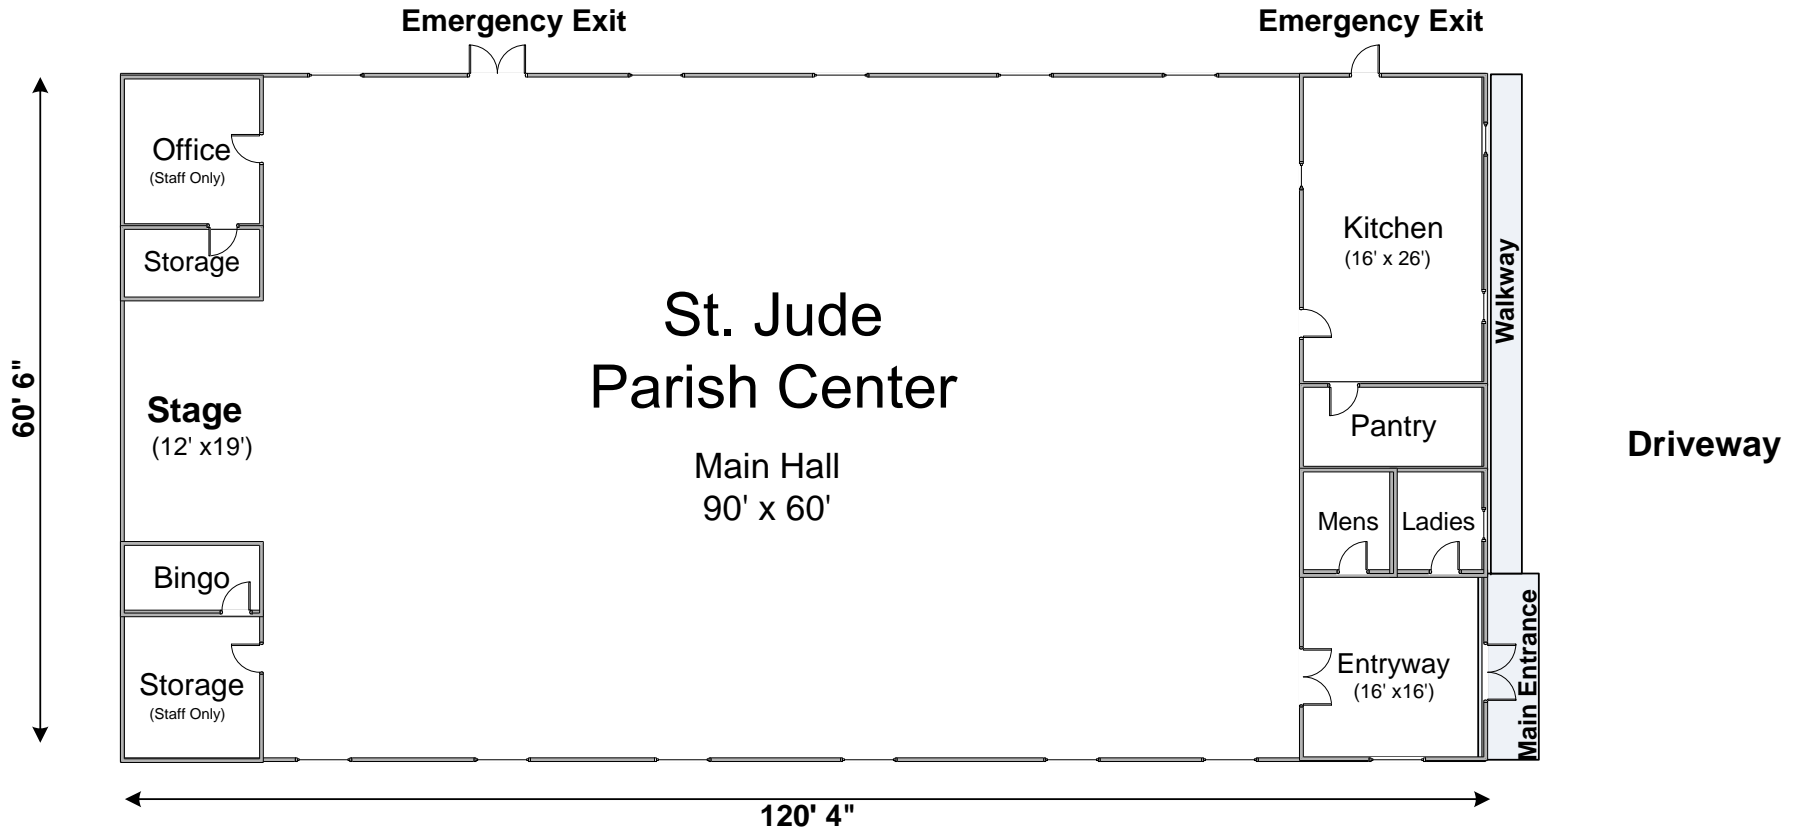 Emergency Exit
Emergency Exit
Office
(Staff Only)
Storage
Kitchen
(16' x 26')
Walkway
St. Jude
Parish Center
60' 6"
Stage
(12' x19')
Pantry
Driveway
Main Hall
90' x 60'
Mens
Ladies
Bingo
Main Entrance
Entryway
(16' x16')
Storage
(Staff Only)
120' 4"